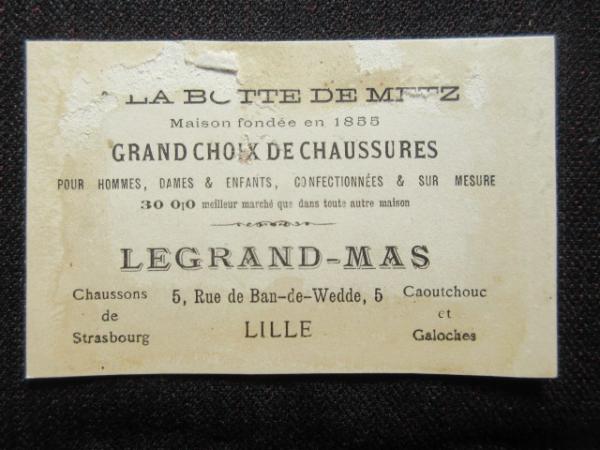 A LA BOTTE DE METZ
Maison fondée en 1855
GRAND CHOIX DE CHAUSSURES
POUR HOMMES, DAMES & ENFANTS, CONFECTIONNÉES & SUR MESURE
30 0|0 meilleur marché que dans toute autre maison
LEGRAND-MAS
Chaussons
de
Strasbourg
5, Rue de Ban-de-Wedde, 5
LILLE
Caoutchouc
et
Galoches